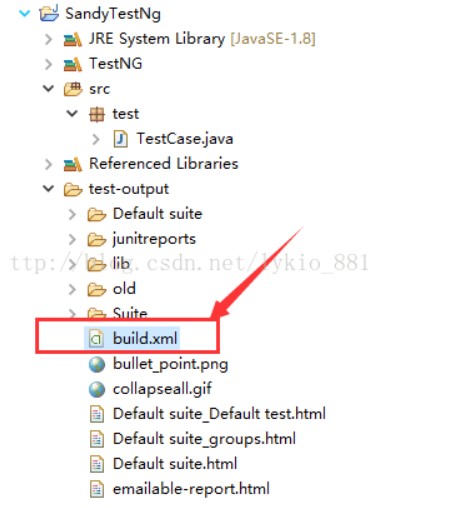 SandyTestNg
JRE System Library [JavaSE-1.8]
TestNG
src
test
TestCase.java
Referenced Libraries
test-output
Default suite
junitreports
ttp://blog.csdn.net/lykio_881
lib
old
Suite
build.xml
bullet_point.png
collapseall.gif
Default suite_Default test.html
Default suite_groups.html
Default suite.html
emailable-report.html